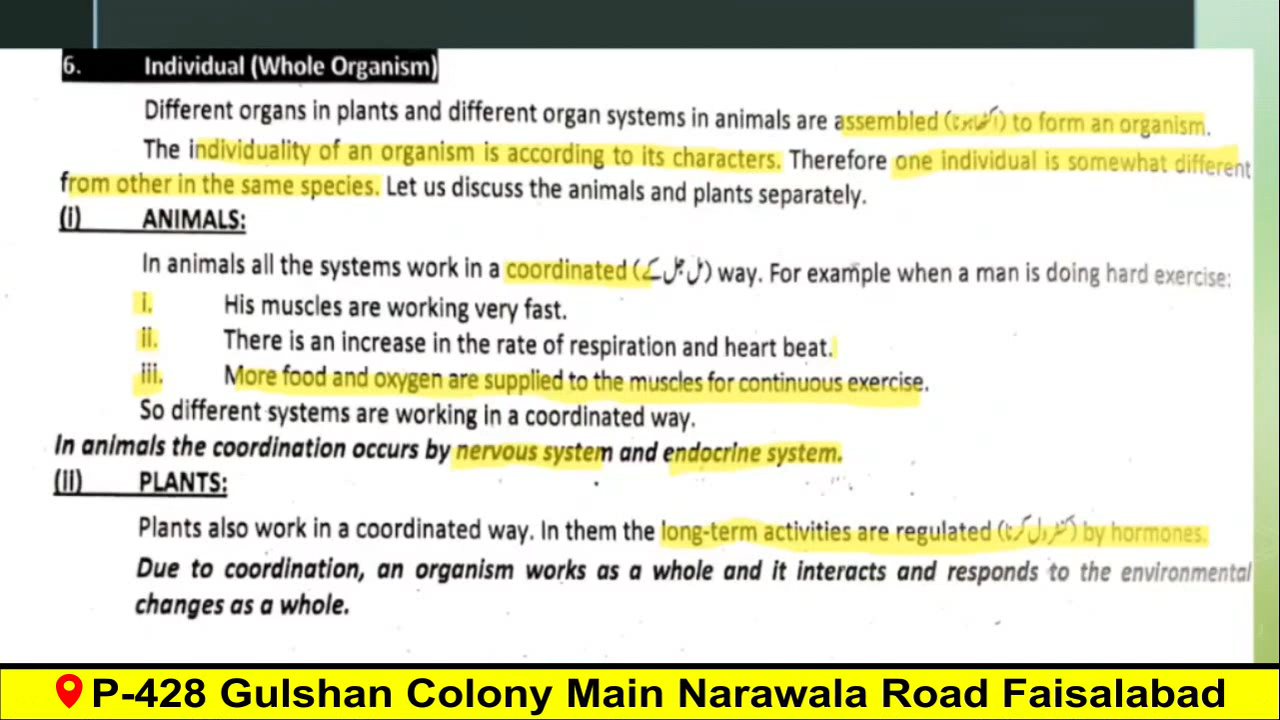 6. Individual (Whole Organism)
Different organs in plants and different organ systems in animals are assembled (اکٹھا ہونا) to form an organism.
The individuality of an organism is according to its characters. Therefore one individual is somewhat different
from other in the same species. Let us discuss the animals and plants separately.
(i) ANIMALS:
In animals all the systems work in a coordinated (مل جل کے) way. For example when a man is doing hard exercise:
i. His muscles are working very fast.
ii. There is an increase in the rate of respiration and heart beat.
iii. More food and oxygen are supplied to the muscles for continuous exercise.
So different systems are working in a coordinated way.
In animals the coordination occurs by nervous system and endocrine system.
(ii) PLANTS:
Plants also work in a coordinated way. In them the long-term activities are regulated (کنٹرول کرنا) by hormones.
Due to coordination, an organism works as a whole and it interacts and responds to the environmental
changes as a whole.
P-428 Gulshan Colony Main Narawala Road Faisalabad